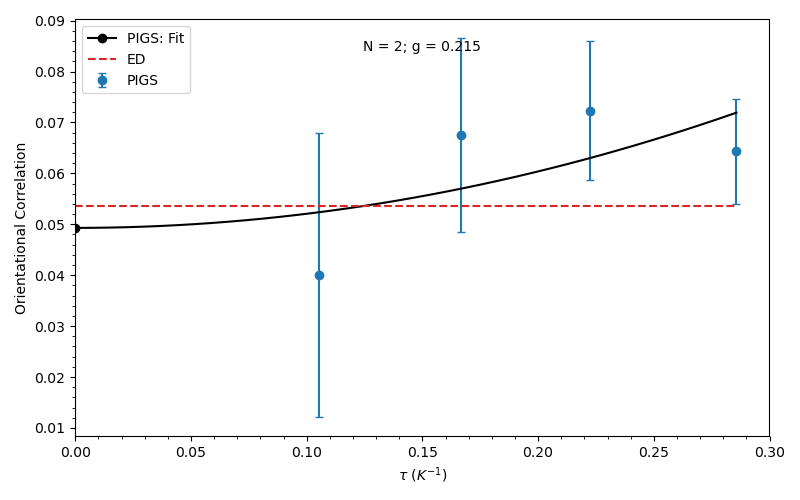 PIGS: Fit
ED
PIGS
N = 2; g = 0.215
Orientational Correlation
0.09
0.08
0.07
0.06
0.05
0.04
0.03
0.02
0.01
0.00
0.05
0.10
0.15
0.20
0.25
0.30
τ (K⁻¹)